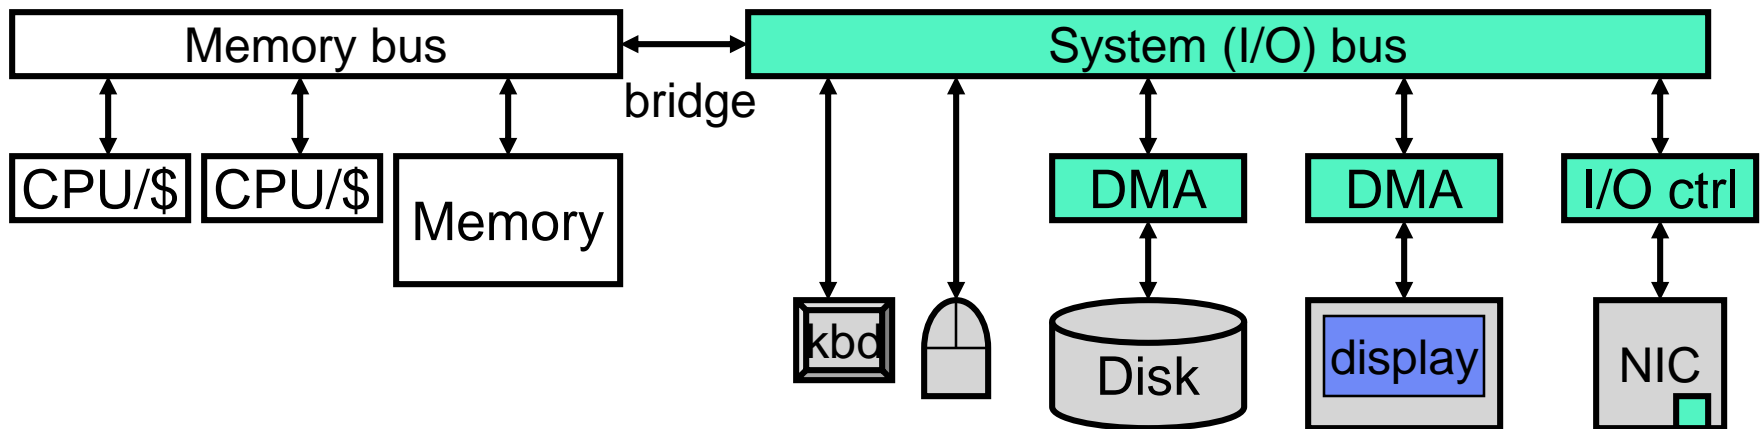 Memory bus
System (I/O) bus
bridge
CPU/$
CPU/$
Memory
DMA
DMA
I/O ctrl
kbd
Disk
display
NIC